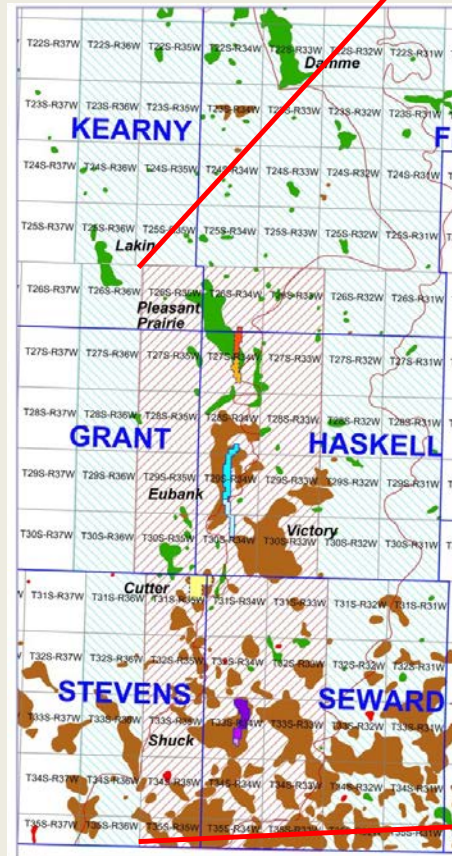 T22S-R37W T22S-R36W T22S-R35W T22S-R34W T22S-R33W T22S-R32W T22S-R31W
Damme
T23S-R37W T23S-R36W T23S-R35W T23S-R34W T23S-R33W T23S-R32W T23S-R31W
KEARNY F
T24S-R37W T24S-R36W T24S-R35W T24S-R34W T24S-R33W T24S-R32W T24S-R31W
T25S-R37W T25S-R36W T25S-R35W T25S-R34W T25S-R33W T25S-R32W T25S-R31W
Lakin
T26S-R37W T26S-R36W T26S-R35W T26S-R34W T26S-R33W T26S-R32W T26S-R31W
Pleasant
Prairie
T27S-R37W T27S-R36W T27S-R35W T27S-R34W T27S-R33W T27S-R32W T27S-R31W
T28S-R37W T28S-R36W T28S-R35W T28S-R34W T28S-R33W T28S-R32W T28S-R31W
GRANT HASKELL
T29S-R37W T29S-R36W T29S-R35W T29S-R34W T29S-R33W T29S-R32W T29S-R31W
Eubank
Victory
T30S-R37W T30S-R36W T30S-R35W T30S-R34W T30S-R33W T30S-R32W T30S-R31W
Cutter
W T31S-R37W T31S-R36W T31S-R35W T31S-R34W T31S-R33W T31S-R32W T31S-R31W
T32S-R37W T32S-R36W T32S-R35W T32S-R34W T32S-R33W T32S-R32W T32S-R31W
STEVENS SEWARD
T33S-R37W T33S-R36W T33S-R35W T33S-R34W T33S-R33W T33S-R32W T33S-R31W
Shuck
T34S-R37W T34S-R36W T34S-R35W T34S-R34W T34S-R33W T34S-R32W T34S-R31W
T35S-R37W T35S-R36W T35S-R35W T35S-R34W T35S-R33W T35S-R32W T35S-R31W